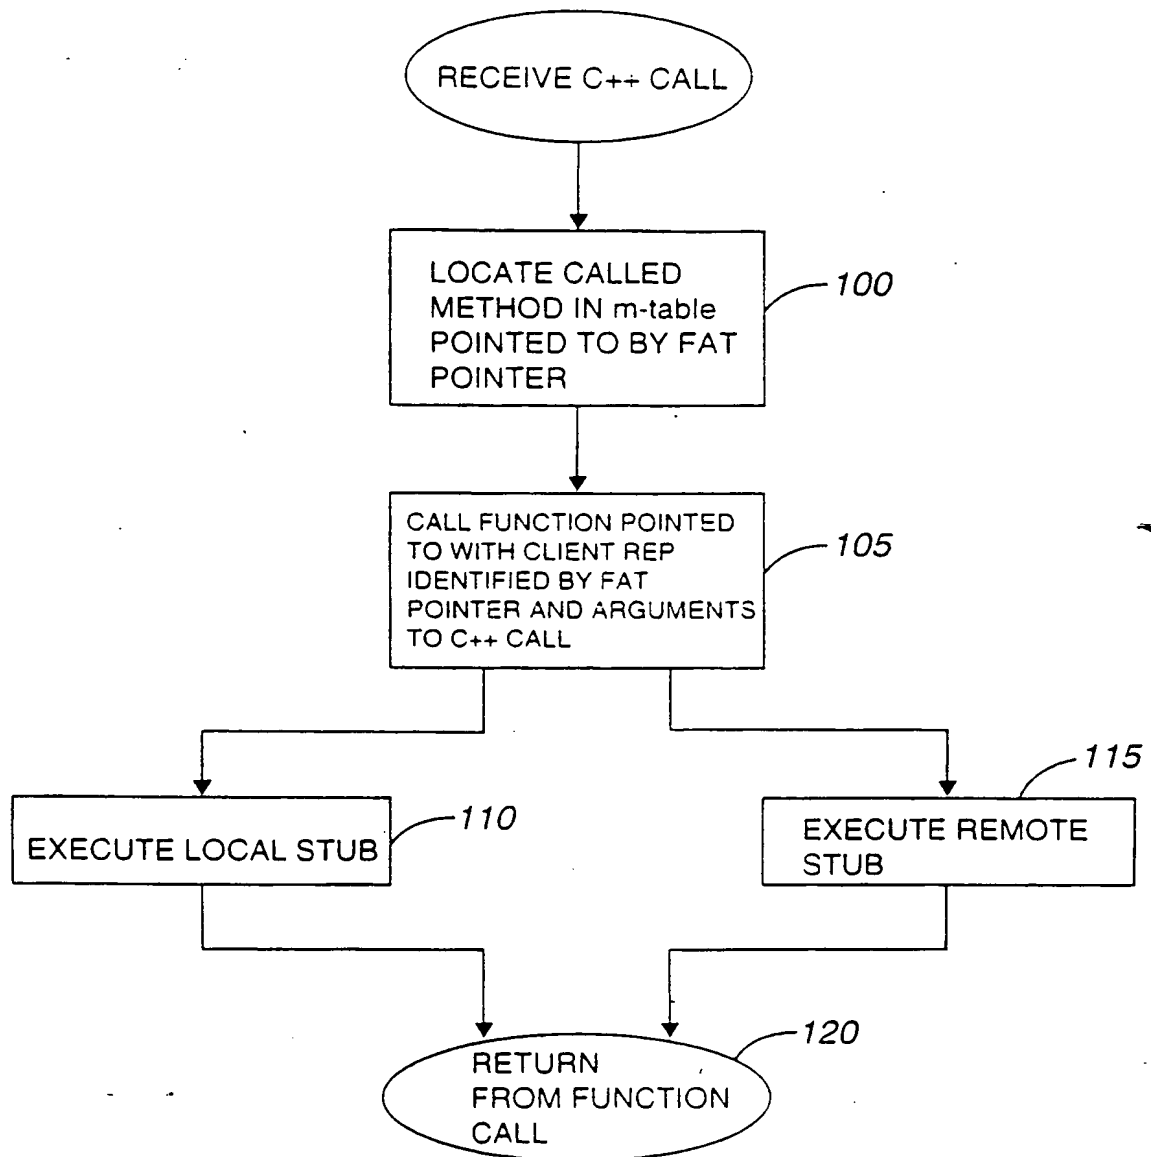 RECEIVE C++ CALL
LOCATE CALLED
METHOD IN m-table
POINTED TO BY FAT
POINTER
100
CALL FUNCTION POINTED
TO WITH CLIENT REP
IDENTIFIED BY FAT
POINTER AND ARGUMENTS
TO C++ CALL
105
EXECUTE LOCAL STUB
110
EXECUTE REMOTE
STUB
115
RETURN
FROM FUNCTION
CALL
120